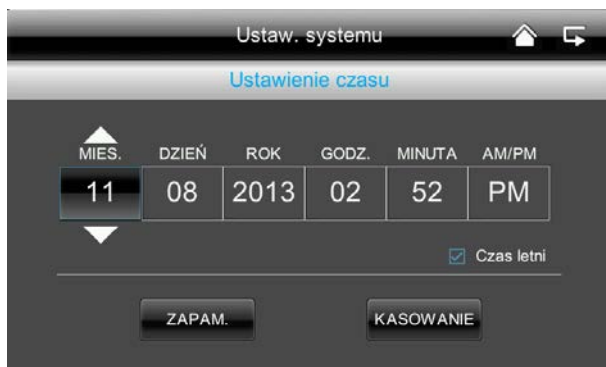 Ustaw. systemu
Ustawienie czasu
MIES. DZIEŃ ROK GODZ. MINUTA AM/PM
11 08 2013 02 52 PM
Czas letni
ZAPAM. KASOWANIE